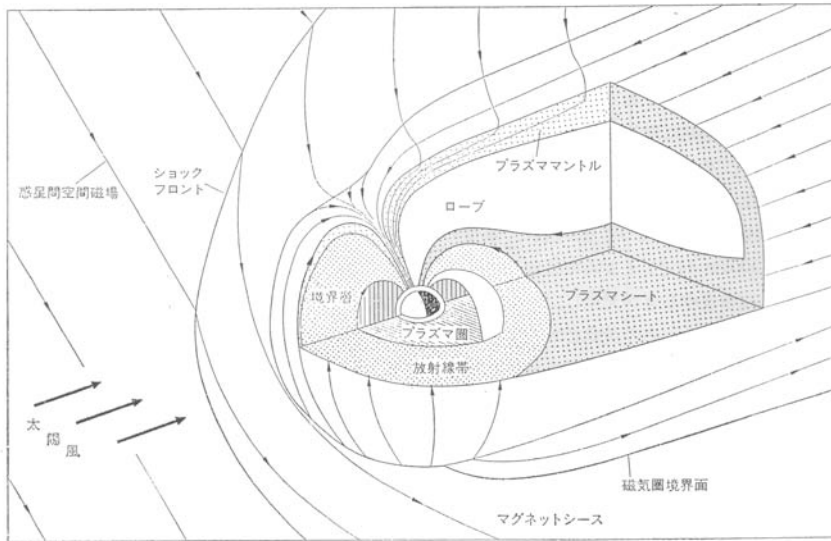 プラズママントル
ショック
フロント
惑星間空間磁場
ローブ
境界層
プラズマシート
プラズマ圏
放射線帯
太陽風
磁気圏境界面
マグネットシース